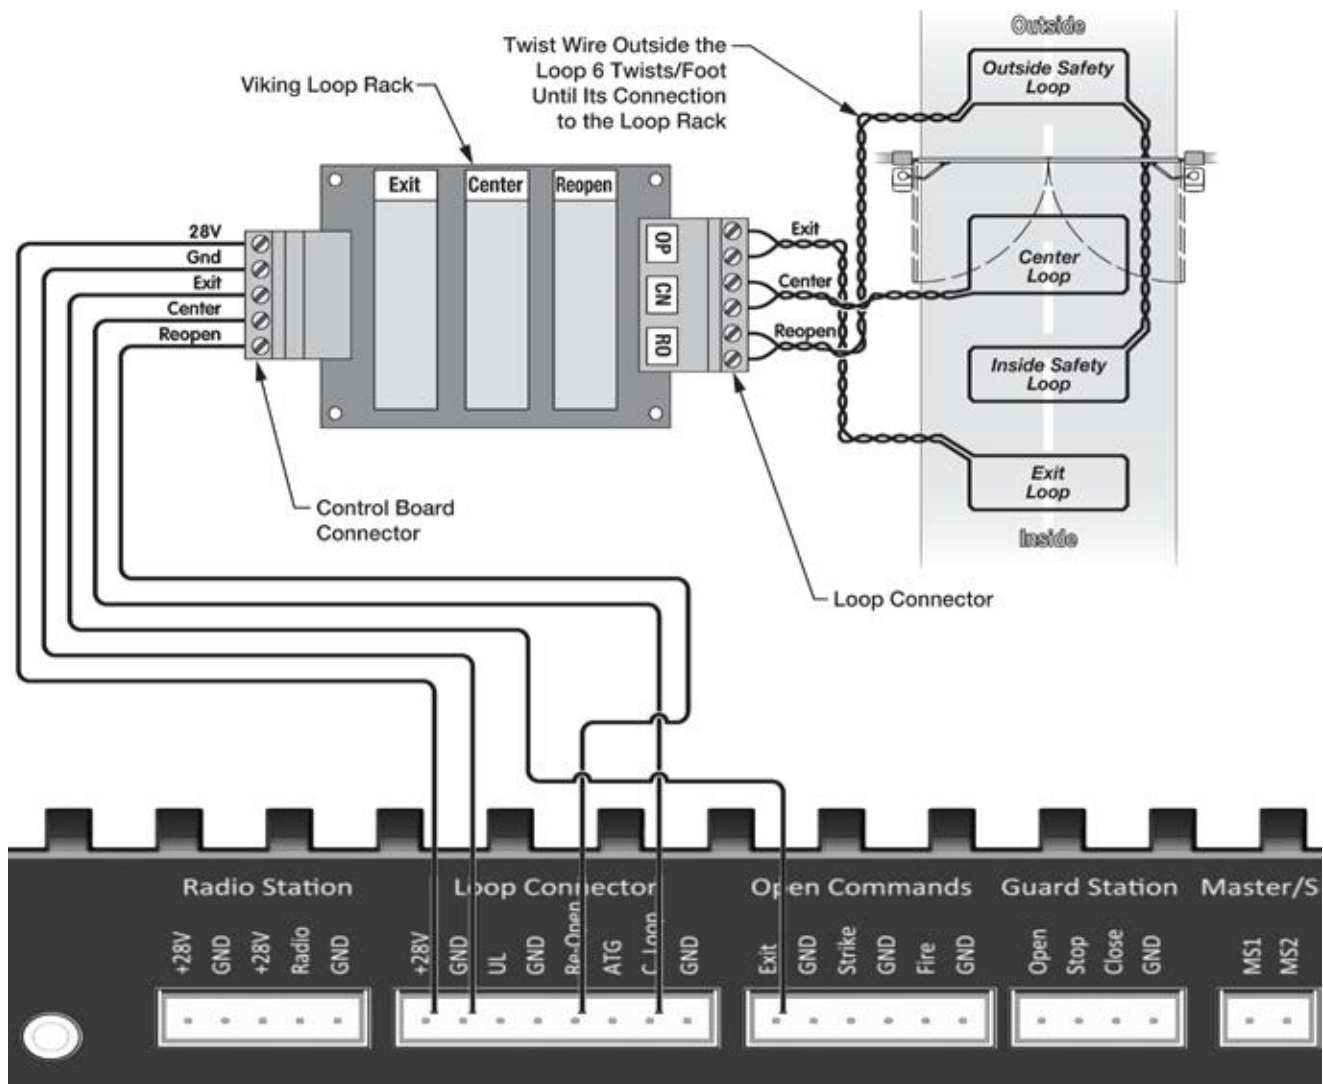 Outside
Twist Wire Outside the
Loop 6 Twists/Foot
Until Its Connection
to the Loop Rack
Outside Safety
Loop
Viking Loop Rack
Exit
Center
Reopen
28V
Gnd
Exit
Center
Reopen
OP
CN
RO
Exit
Center
Reopen
Center
Loop
Inside Safety
Loop
Exit
Loop
Inside
Control Board
Connector
Loop Connector
Radio Station
+28V
GND
+28V
Radio
GND
Loop Connector
+28V
GND
UL
GND
Re-Open
ATG
C. Loop
GND
Open Commands
Exit
GND
Strike
GND
Fire
GND
Guard Station
Open
Stop
Close
GND
Master/S
MS1
MS2